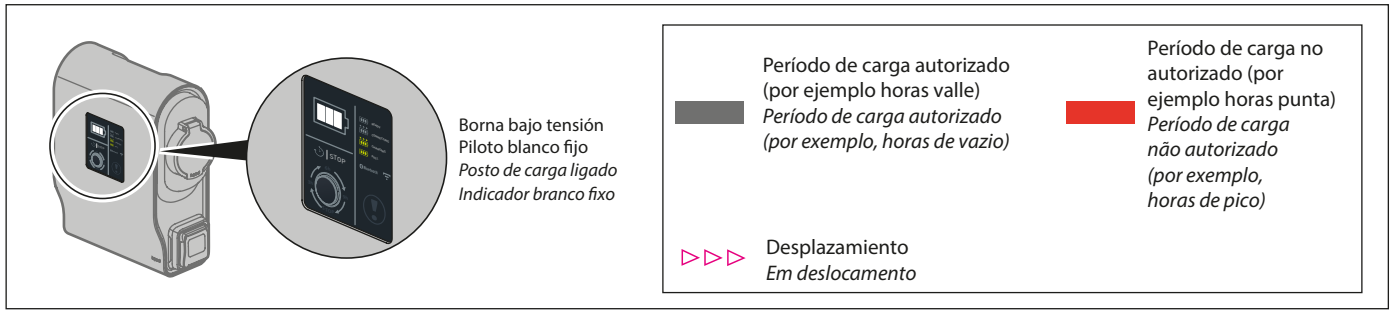 STOP
Borna bajo tensión
Piloto blanco fijo
Posto de carga ligado
Indicador branco fixo
Período de carga autorizado
(por ejemplo horas valle)
Período de carga autorizado
(por exemplo, horas de vazio)
Período de carga no
autorizado (por
ejemplo horas punta)
Período de carga
não autorizado
(por exemplo,
horas de pico)
Desplazamiento
Em deslocamento